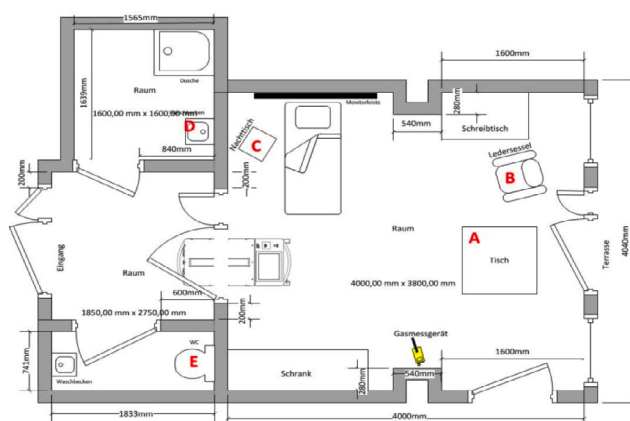 1565mm
1639mm
Raum
Dusche
1600,00 mm x 1600,00 mm
D
840mm
200mm
Monitorleiste
Nachttisch
C
200mm
540mm
1600mm
280mm
Schreibtisch
Ledersessel
B
A
Tisch
Raum
4000,00 mm x 3800,00 mm
Terrasse
4040mm
Eingang
Raum
600mm
1850,00 mm x 2750,00 mm
200mm
Gasmessgerät
741mm
WC
E
Waschbecken
Schrank
280mm
540mm
1600mm
1833mm
4000mm